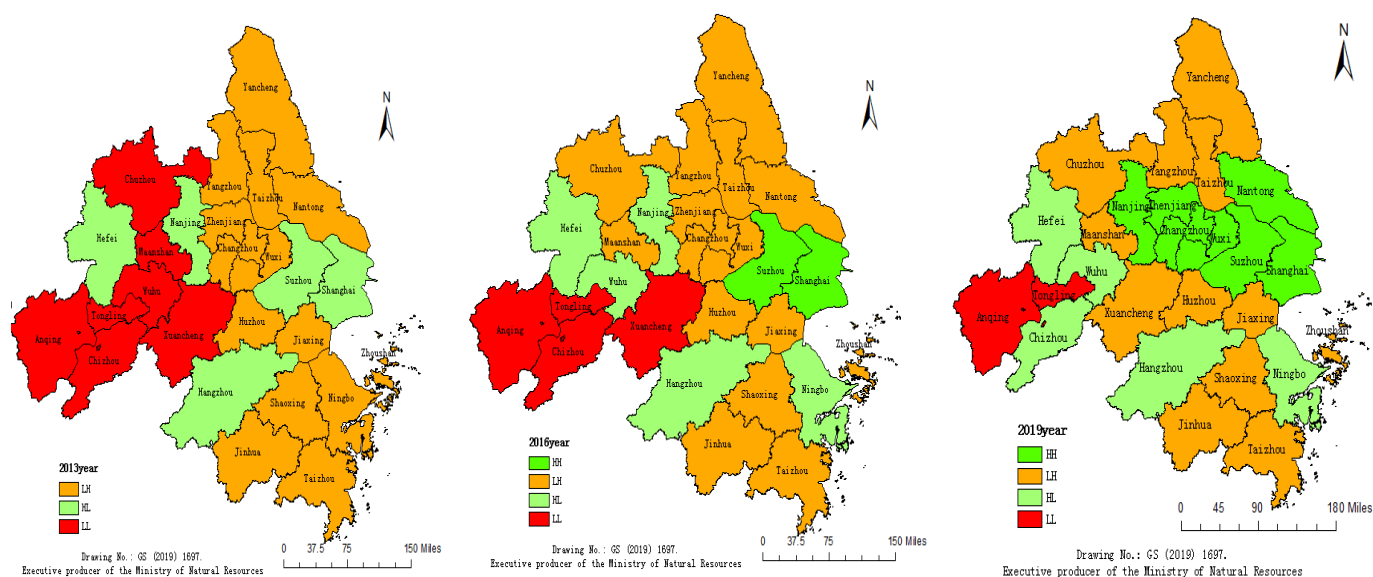 N
Yancheng
Chuzhou
Yangzhou
Taizhou
Nantong
Nanjing
Zhenjiang
Hefei
Maanshan
Changzhou
Wuxi
Suzhou
Shanghai
Wuhu
Tongling
Anqing
Chizhou
Xuancheng
Huzhou
Jiaxing
Zhoushan
Hangzhou
Shaoxing
Ningbo
Jinhua
Taizhou
2013year
LH
HL
LL
Drawing No.: GS (2019) 1697.
Executive producer of the Ministry of Natural Resources
0 37.5 75 150 Miles
N
Yancheng
Chuzhou
Yangzhou
Taizhou
Nantong
Nanjing
Zhenjiang
Hefei
Maanshan
Changzhou
Wuxi
Suzhou
Shanghai
Wuhu
Tongling
Anqing
Chizhou
Xuancheng
Huzhou
Jiaxing
Zhoushan
Hangzhou
Ningbo
Shaoxing
Jinhua
Taizhou
2016year
HH
LH
HL
LL
Drawing No.: GS (2019) 1697.
Executive producer of the Ministry of Natural Resources
0 37.5 75 150 Miles
N
Yancheng
Chuzhou
Yangzhou
Taizhou
Nantong
Nanjing
Zhenjiang
Hefei
Maanshan
Changzhou
Wuxi
Suzhou
Shanghai
Wuhu
Tongling
Anqing
Chizhou
Xuancheng
Huzhou
Jiaxing
Zhoushan
Hangzhou
Shaoxing
Ningbo
Jinhua
Taizhou
2019year
HH
LH
HL
LL
0 45 90 180 Miles
Drawing No.: GS (2019) 1697.
Executive producer of the Ministry of Natural Resources